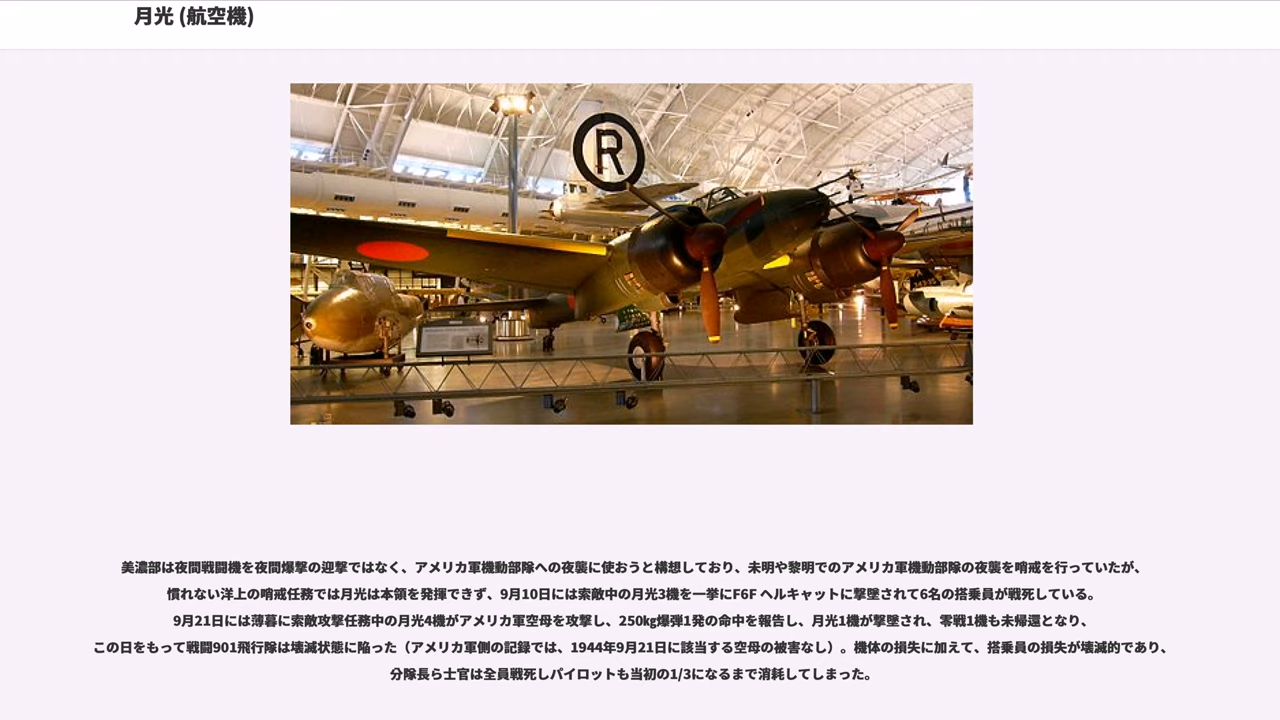 月光 (航空機)
R
美濃部は夜間戦闘機を夜間爆撃の迎撃ではなく、アメリカ軍機動部隊への夜襲に使おうと構想しており、未明や黎明でのアメリカ軍機動部隊の夜襲を哨戒を行っていたが、
慣れない洋上の哨戒任務では月光は本領を発揮できず、9月10日には索敵中の月光3機を一挙にF6F ヘルキャットに撃墜されて6名の搭乗員が戦死している。
9月21日には薄暮に索敵攻撃任務中の月光4機がアメリカ軍空母を攻撃し、250㎏爆弾1発の命中を報告し、月光1機が撃墜され、零戦1機も未帰還となり、
この日をもって戦闘901飛行隊は壊滅状態に陥った（アメリカ軍側の記録では、1944年9月21日に該当する空母の被害なし）。機体の損失に加えて、搭乗員の損失が壊滅的であり、
分隊長ら士官は全員戦死しパイロットも当初の1/3になるまで消耗してしまった。